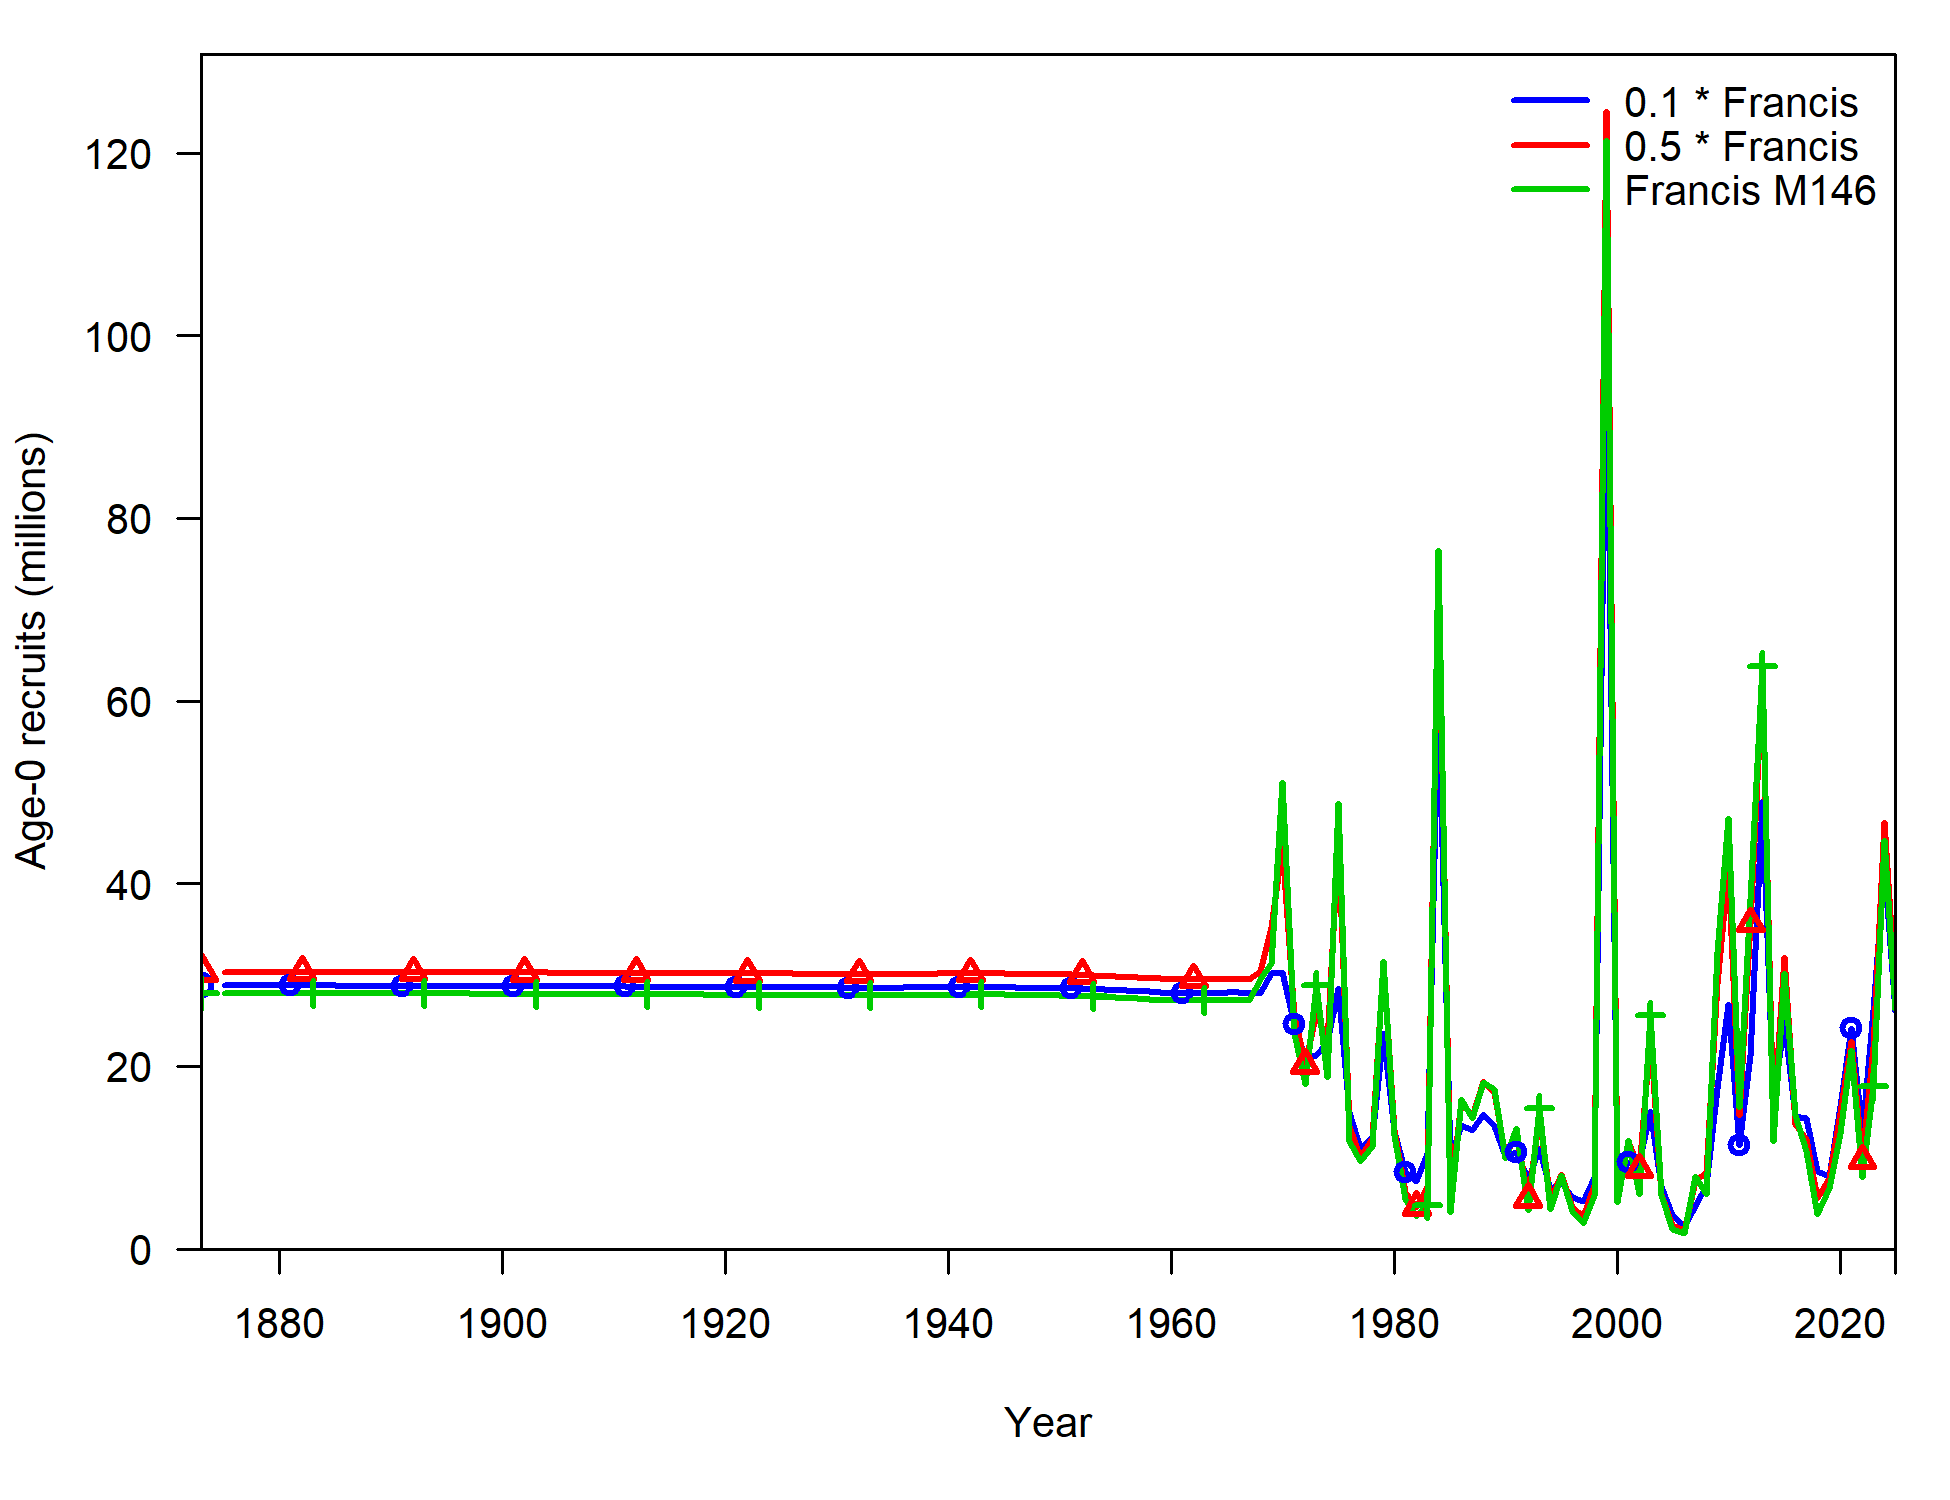 0.1 * Francis
0.5 * Francis
Francis M146
120
100
80
60
40
20
0
Age-0 recruits (millions)
1880 1900 1920 1940 1960 1980 2000 2020
Year